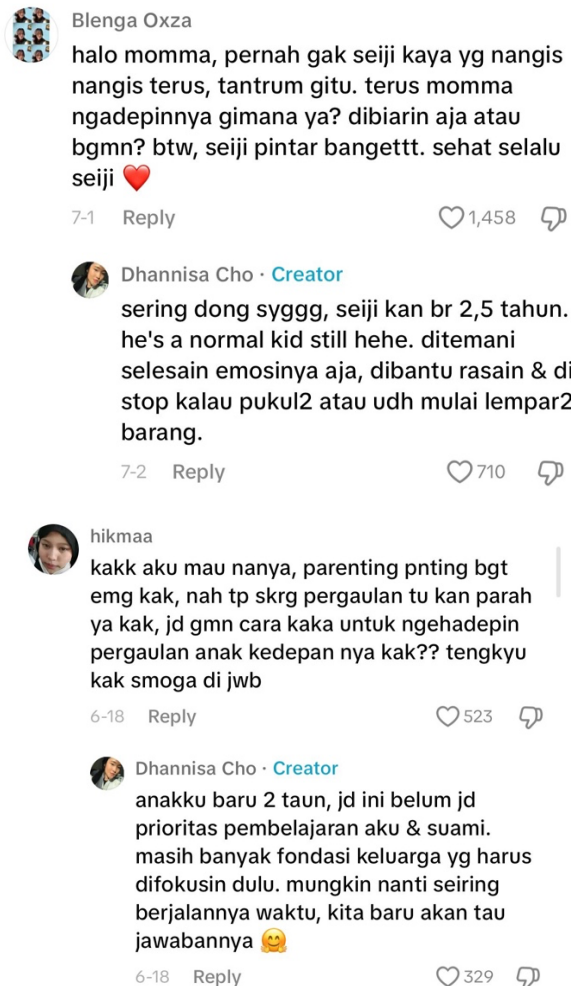 Blenga Oxza
halo momma, pernah gak seiji kaya yg nangis
nangis terus, tantrum gitu. terus momma
ngadepinnya gimana ya? dibiarin aja atau
bgmn? btw, seiji pintar bangettt. sehat selalu
seiji ❤️
7-1 Reply 1,458
Dhannisa Cho · Creator
sering dong syggg, seiji kan br 2,5 tahun.
he's a normal kid still hehe. ditemani
selesain emosinya aja, dibantu rasain & di
stop kalau pukul2 atau udh mulai lempar2
barang.
7-2 Reply 710
hikmaa
kakk aku mau nanya, parenting pnting bgt
emg kak, nah tp skrg pergaulan tu kan parah
ya kak, jd gmn cara kaka untuk ngehadepin
pergaulan anak kedepan nya kak?? tengkyu
kak smoga di jwb
6-18 Reply 523
Dhannisa Cho · Creator
anakku baru 2 taun, jd ini belum jd
prioritas pembelajaran aku & suami.
masih banyak fondasi keluarga yg harus
difokusin dulu. mungkin nanti seiring
berjalannya waktu, kita baru akan tau
jawabannya 🤗
6-18 Reply 329